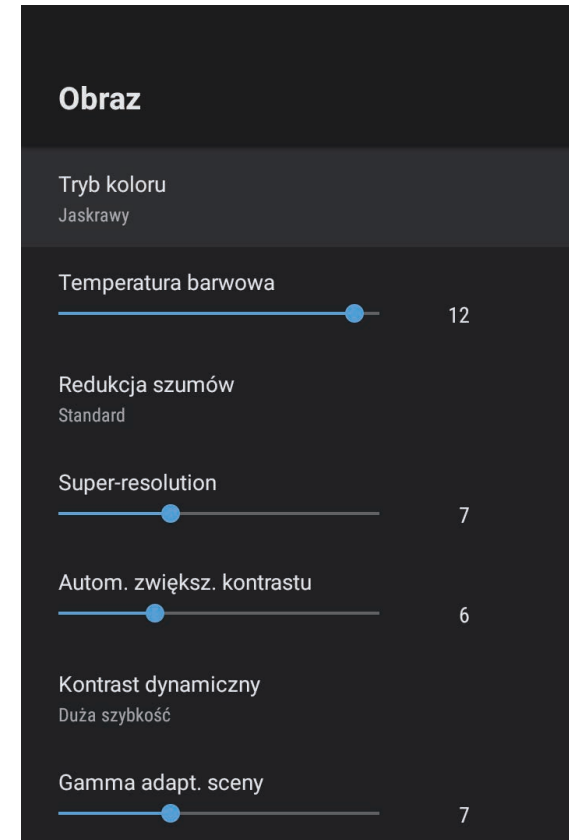 Obraz
Tryb koloru
Jaskrawy
Temperatura barwowa
12
Redukcja szumów
Standard
Super-resolution
7
Autom. zwiększ. kontrastu
6
Kontrast dynamiczny
Duża szybkość
Gamma adapt. sceny
7